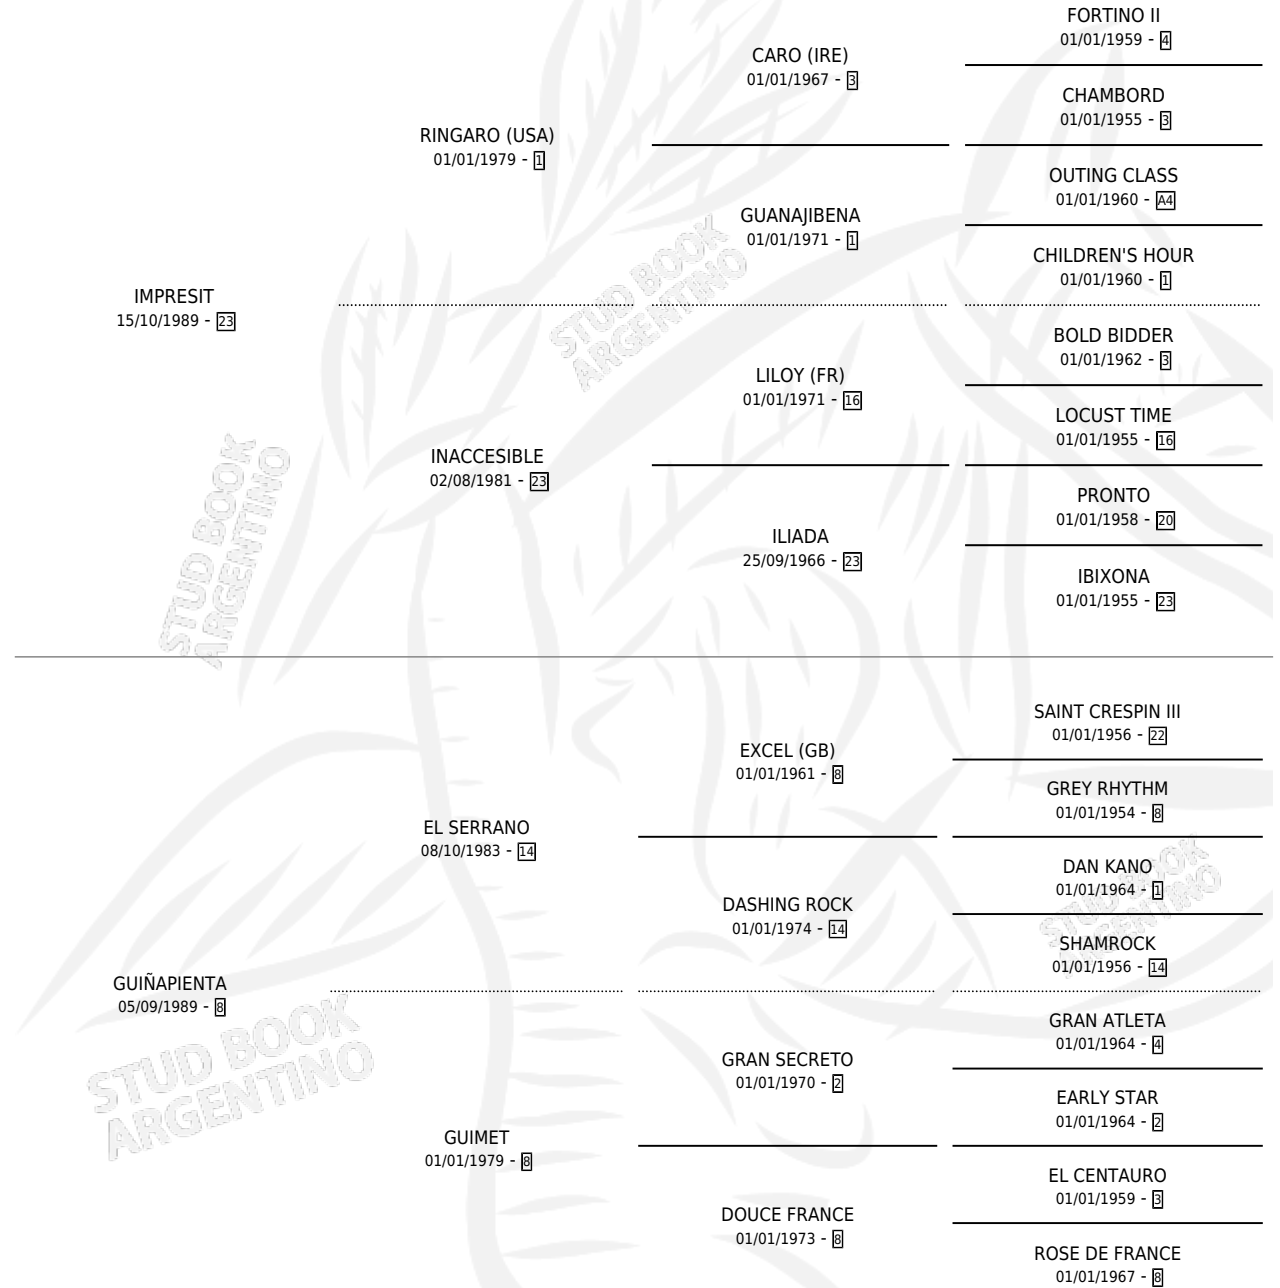 FORTINO II
01/01/1959 - 4
CARO (IRE)
01/01/1967 - 3
CHAMBORD
01/01/1955 - 3
RINGARO (USA)
01/01/1979 - 1
OUTING CLASS
01/01/1960 - A4
GUANAJIBENA
01/01/1971 - 1
CHILDREN'S HOUR
01/01/1960 - 1
IMPRESIT
15/10/1989 - 23
BOLD BIDDER
01/01/1962 - 3
LILOY (FR)
01/01/1971 - 16
LOCUST TIME
01/01/1955 - 16
INACCESIBLE
02/08/1981 - 23
PRONTO
01/01/1958 - 20
ILIADA
25/09/1966 - 23
IBIXONA
01/01/1955 - 23
SAINT CRESPIN III
01/01/1956 - 22
EXCEL (GB)
01/01/1961 - 8
GREY RHYTHM
01/01/1954 - 8
EL SERRANO
08/10/1983 - 14
DAN KANO
01/01/1964 - 1
DASHING ROCK
01/01/1974 - 14
SHAMROCK
01/01/1956 - 14
GUIÑAPIENTA
05/09/1989 - 8
GRAN ATLETA
01/01/1964 - 4
GRAN SECRETO
01/01/1970 - 2
EARLY STAR
01/01/1964 - 2
GUIMET
01/01/1979 - 8
EL CENTAURO
01/01/1959 - 3
DOUCE FRANCE
01/01/1973 - 8
ROSE DE FRANCE
01/01/1967 - 8
STUD BOOK
ARGENTINO
STUD BOOK
ARGENTINO
STUD BOOK
ARGENTINO
STUD BOOK
ARGENTINO